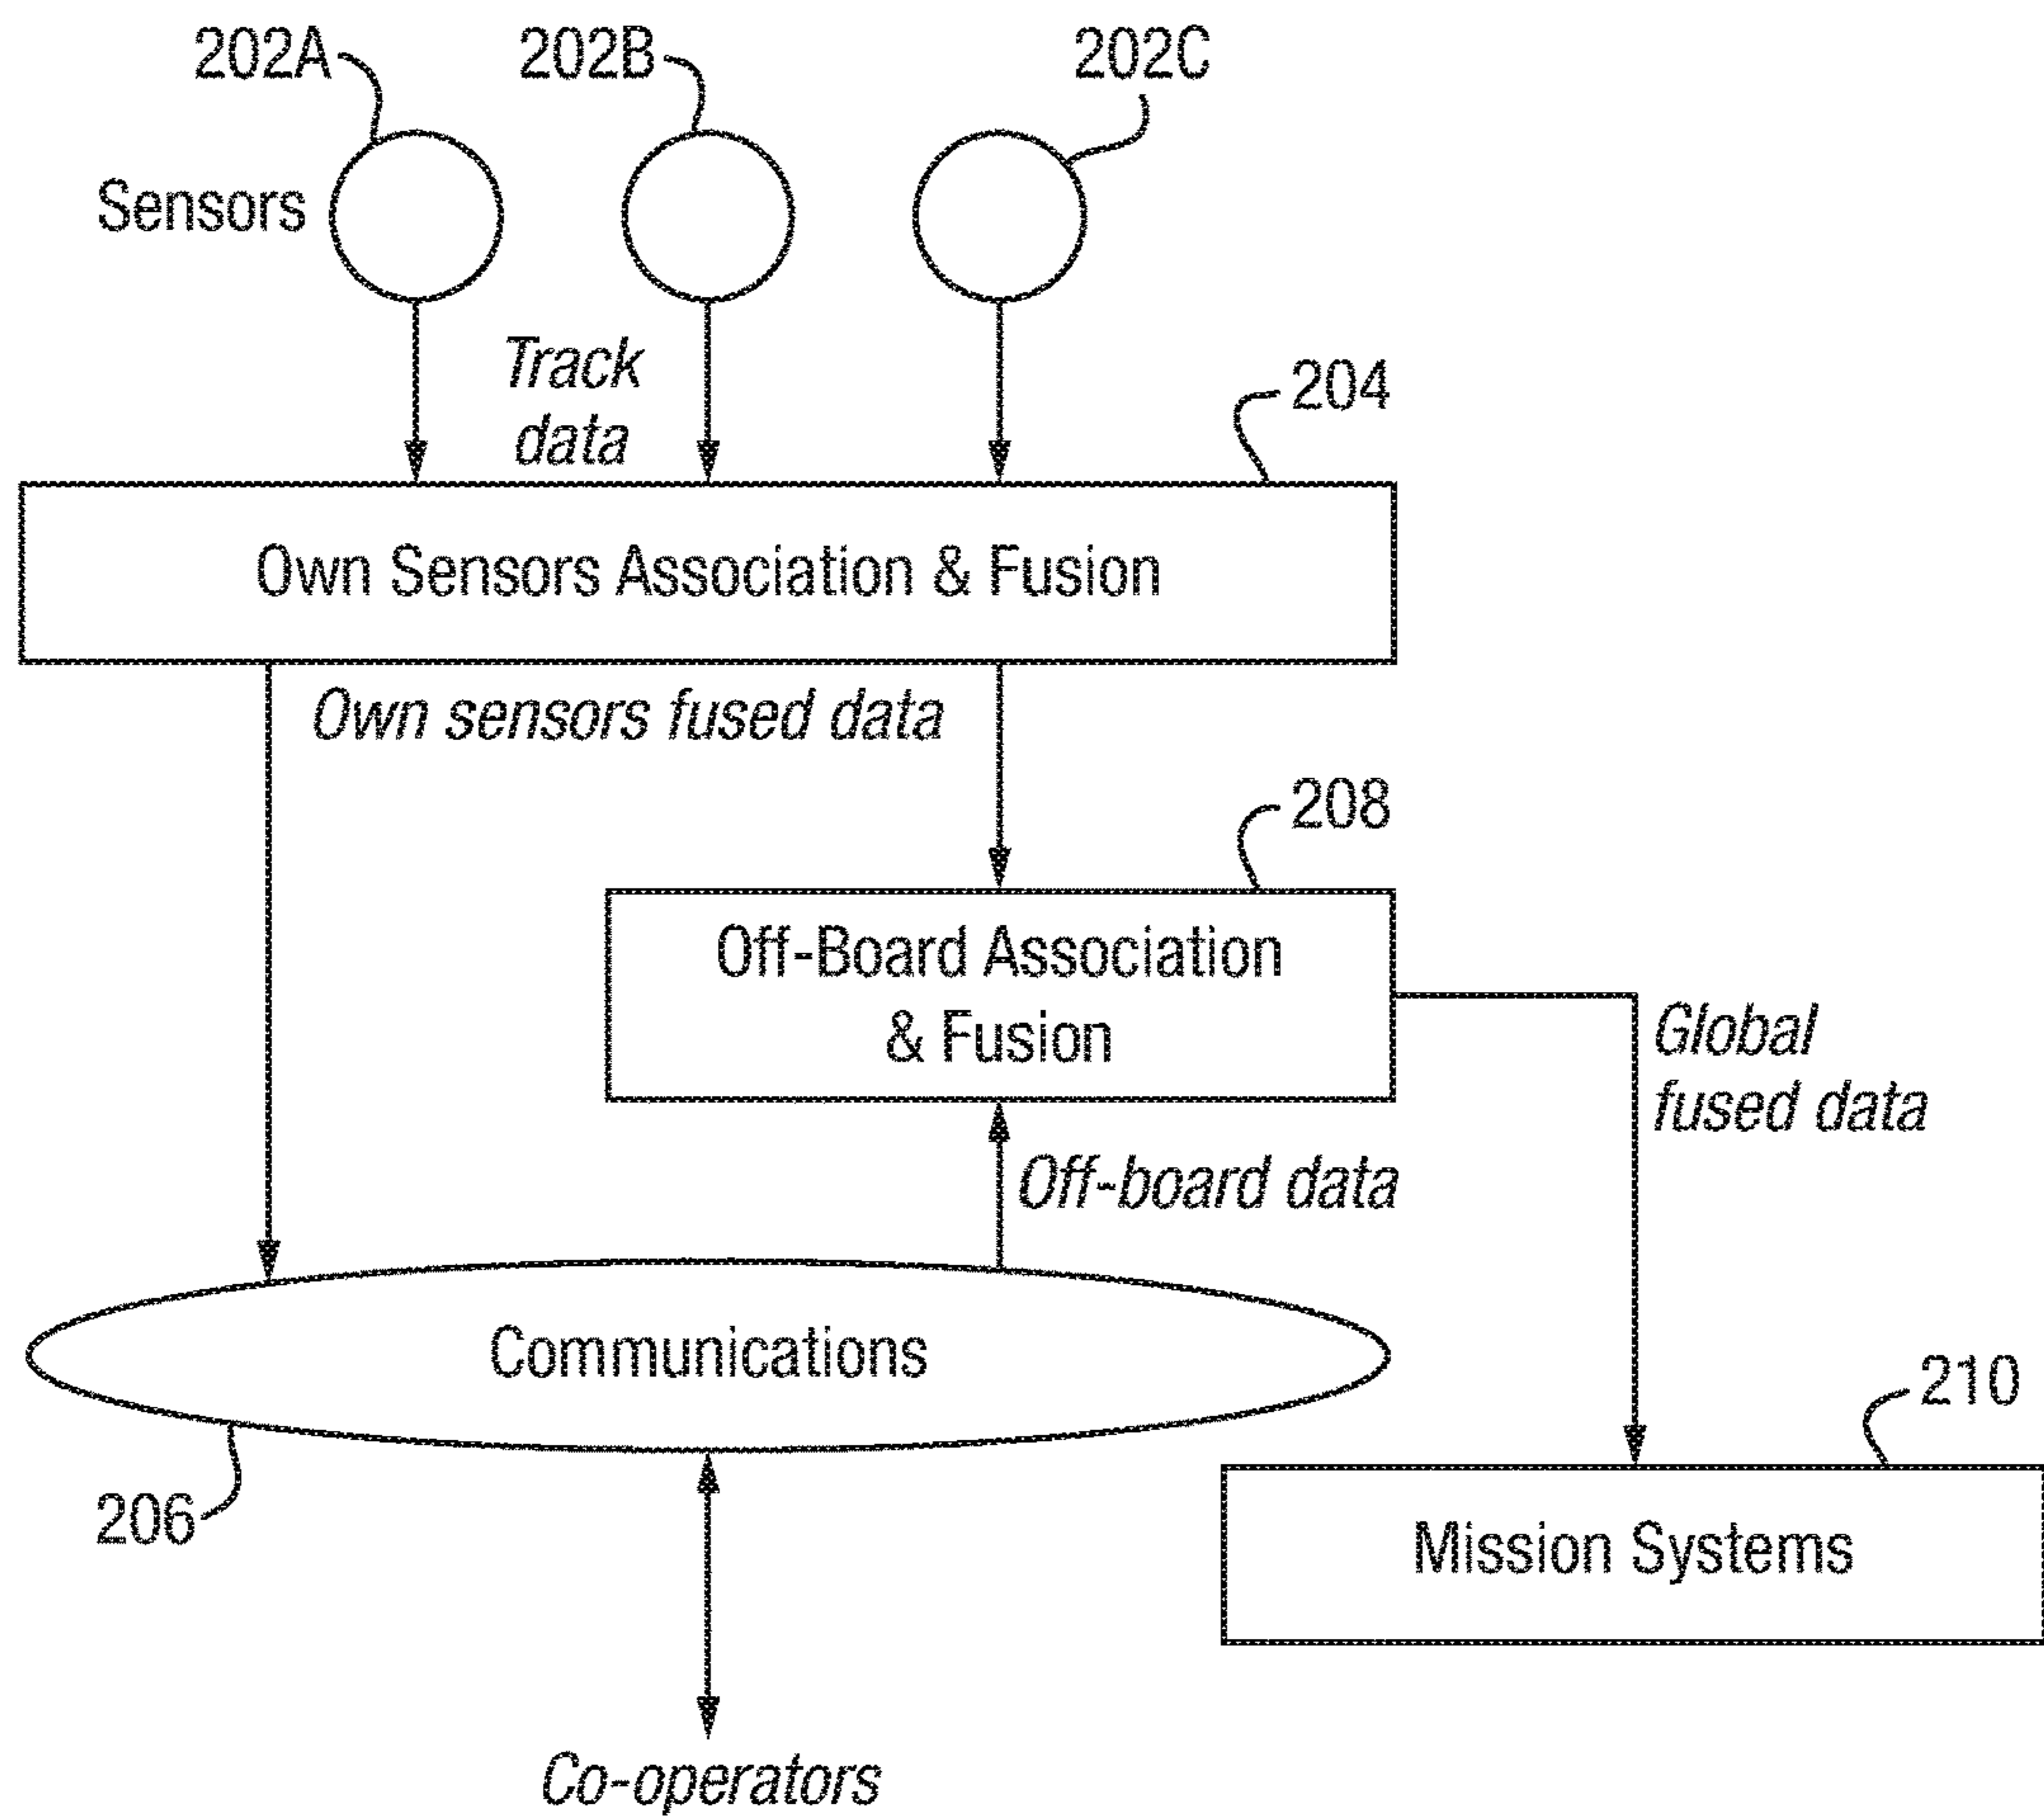 202A
202B
202C
Sensors
Track
data
204
Own Sensors Association & Fusion
Own sensors fused data
208
Off-Board Association
& Fusion
Global
fused data
Off-board data
Communications
210
206
Mission Systems
Co-operators